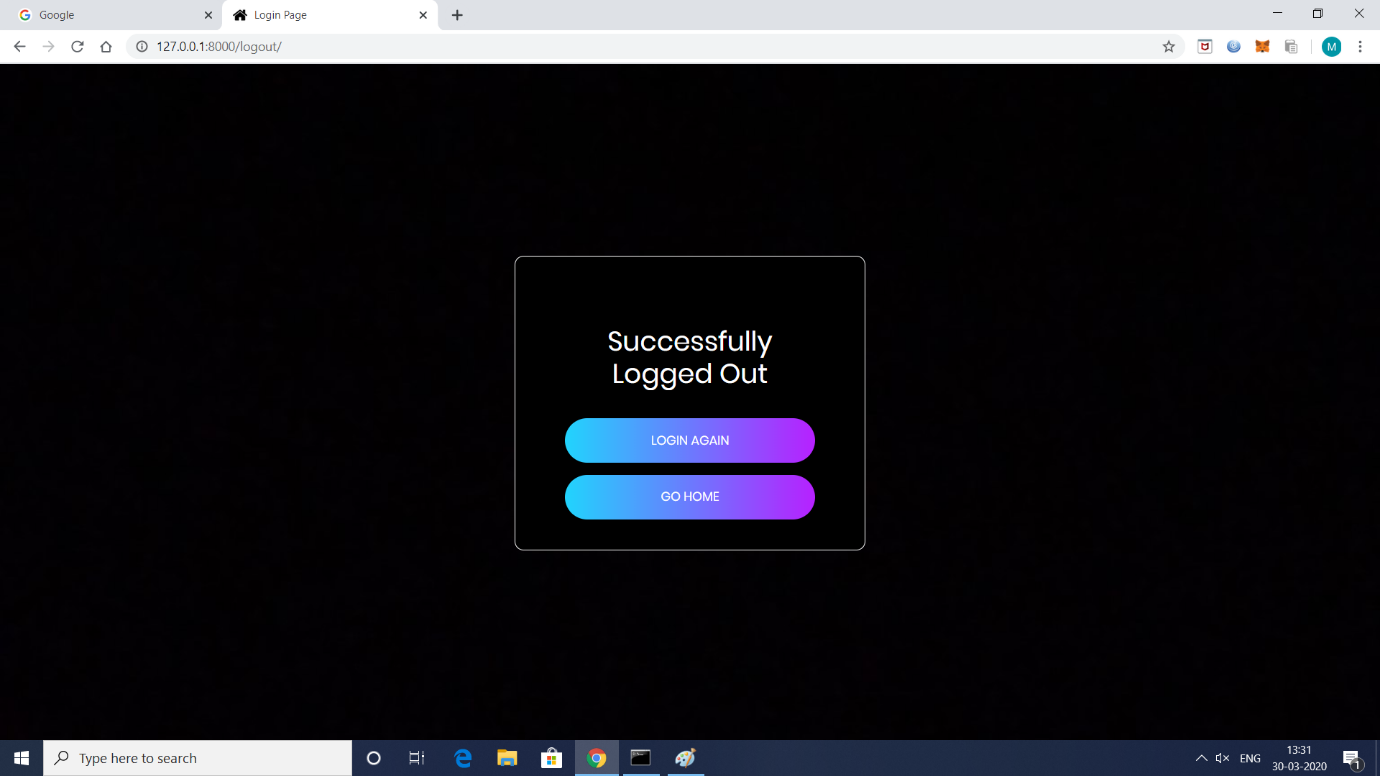 Google
Login Page
127.0.0.1:8000/logout/
M
Successfully
Logged Out
LOGIN AGAIN
GO HOME
Type here to search
ENG
13:31
30-03-2020
1